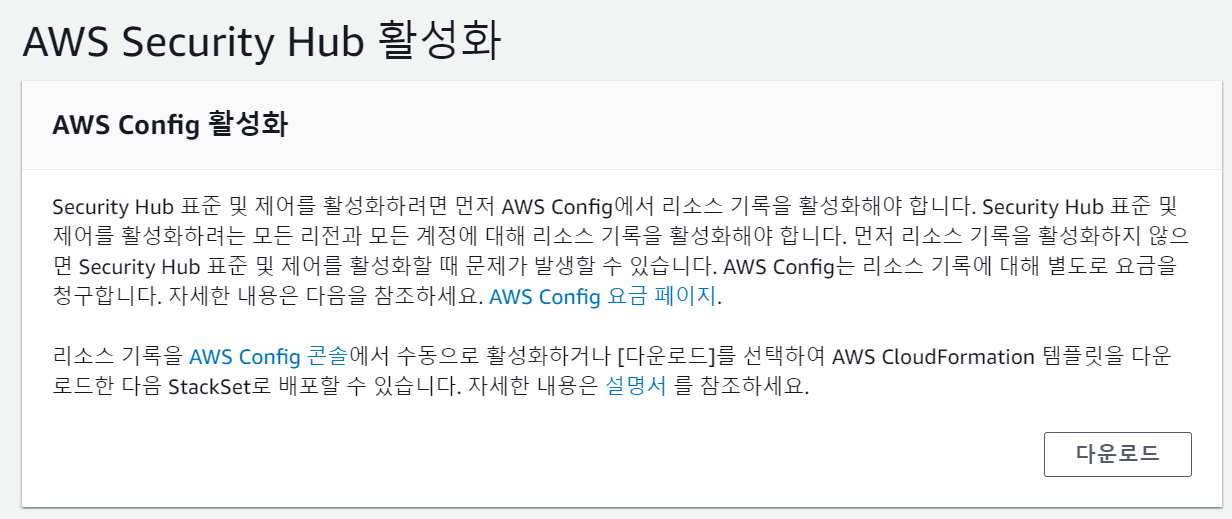 AWS Security Hub 활성화
AWS Config 활성화
Security Hub 표준 및 제어를 활성화하려면 먼저 AWS Config에서 리소스 기록을 활성화해야 합니다. Security Hub 표준 및
제어를 활성화하려는 모든 리전과 모든 계정에 대해 리소스 기록을 활성화해야 합니다. 먼저 리소스 기록을 활성화하지 않으
면 Security Hub 표준 및 제어를 활성화할 때 문제가 발생할 수 있습니다. AWS Config는 리소스 기록에 대해 별도로 요금을
청구합니다. 자세한 내용은 다음을 참조하세요. AWS Config 요금 페이지.
리소스 기록을 AWS Config 콘솔에서 수동으로 활성화하거나 [다운로드]를 선택하여 AWS CloudFormation 템플릿을 다운
로드한 다음 StackSet로 배포할 수 있습니다. 자세한 내용은 설명서 를 참조하세요.
다운로드